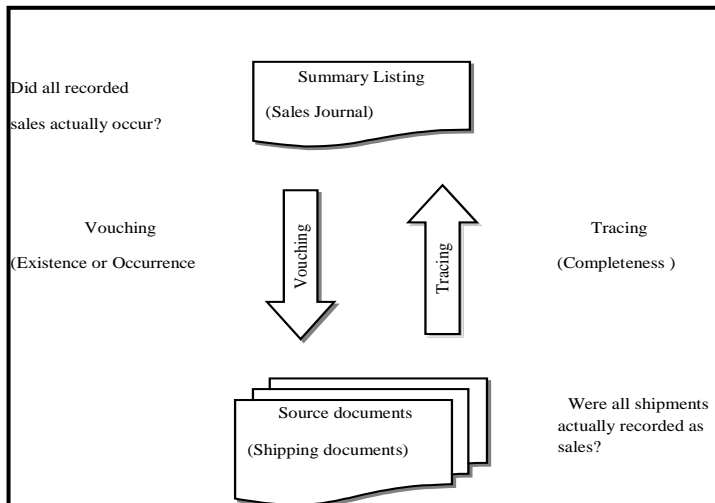 Summary Listing
(Sales Journal)
Did all recorded
sales actually occur?
Vouching
(Existence or Occurrence
Vouching
Tracing
Tracing
(Completeness )
Source documents
(Shipping documents)
Were all shipments
actually recorded as
sales?